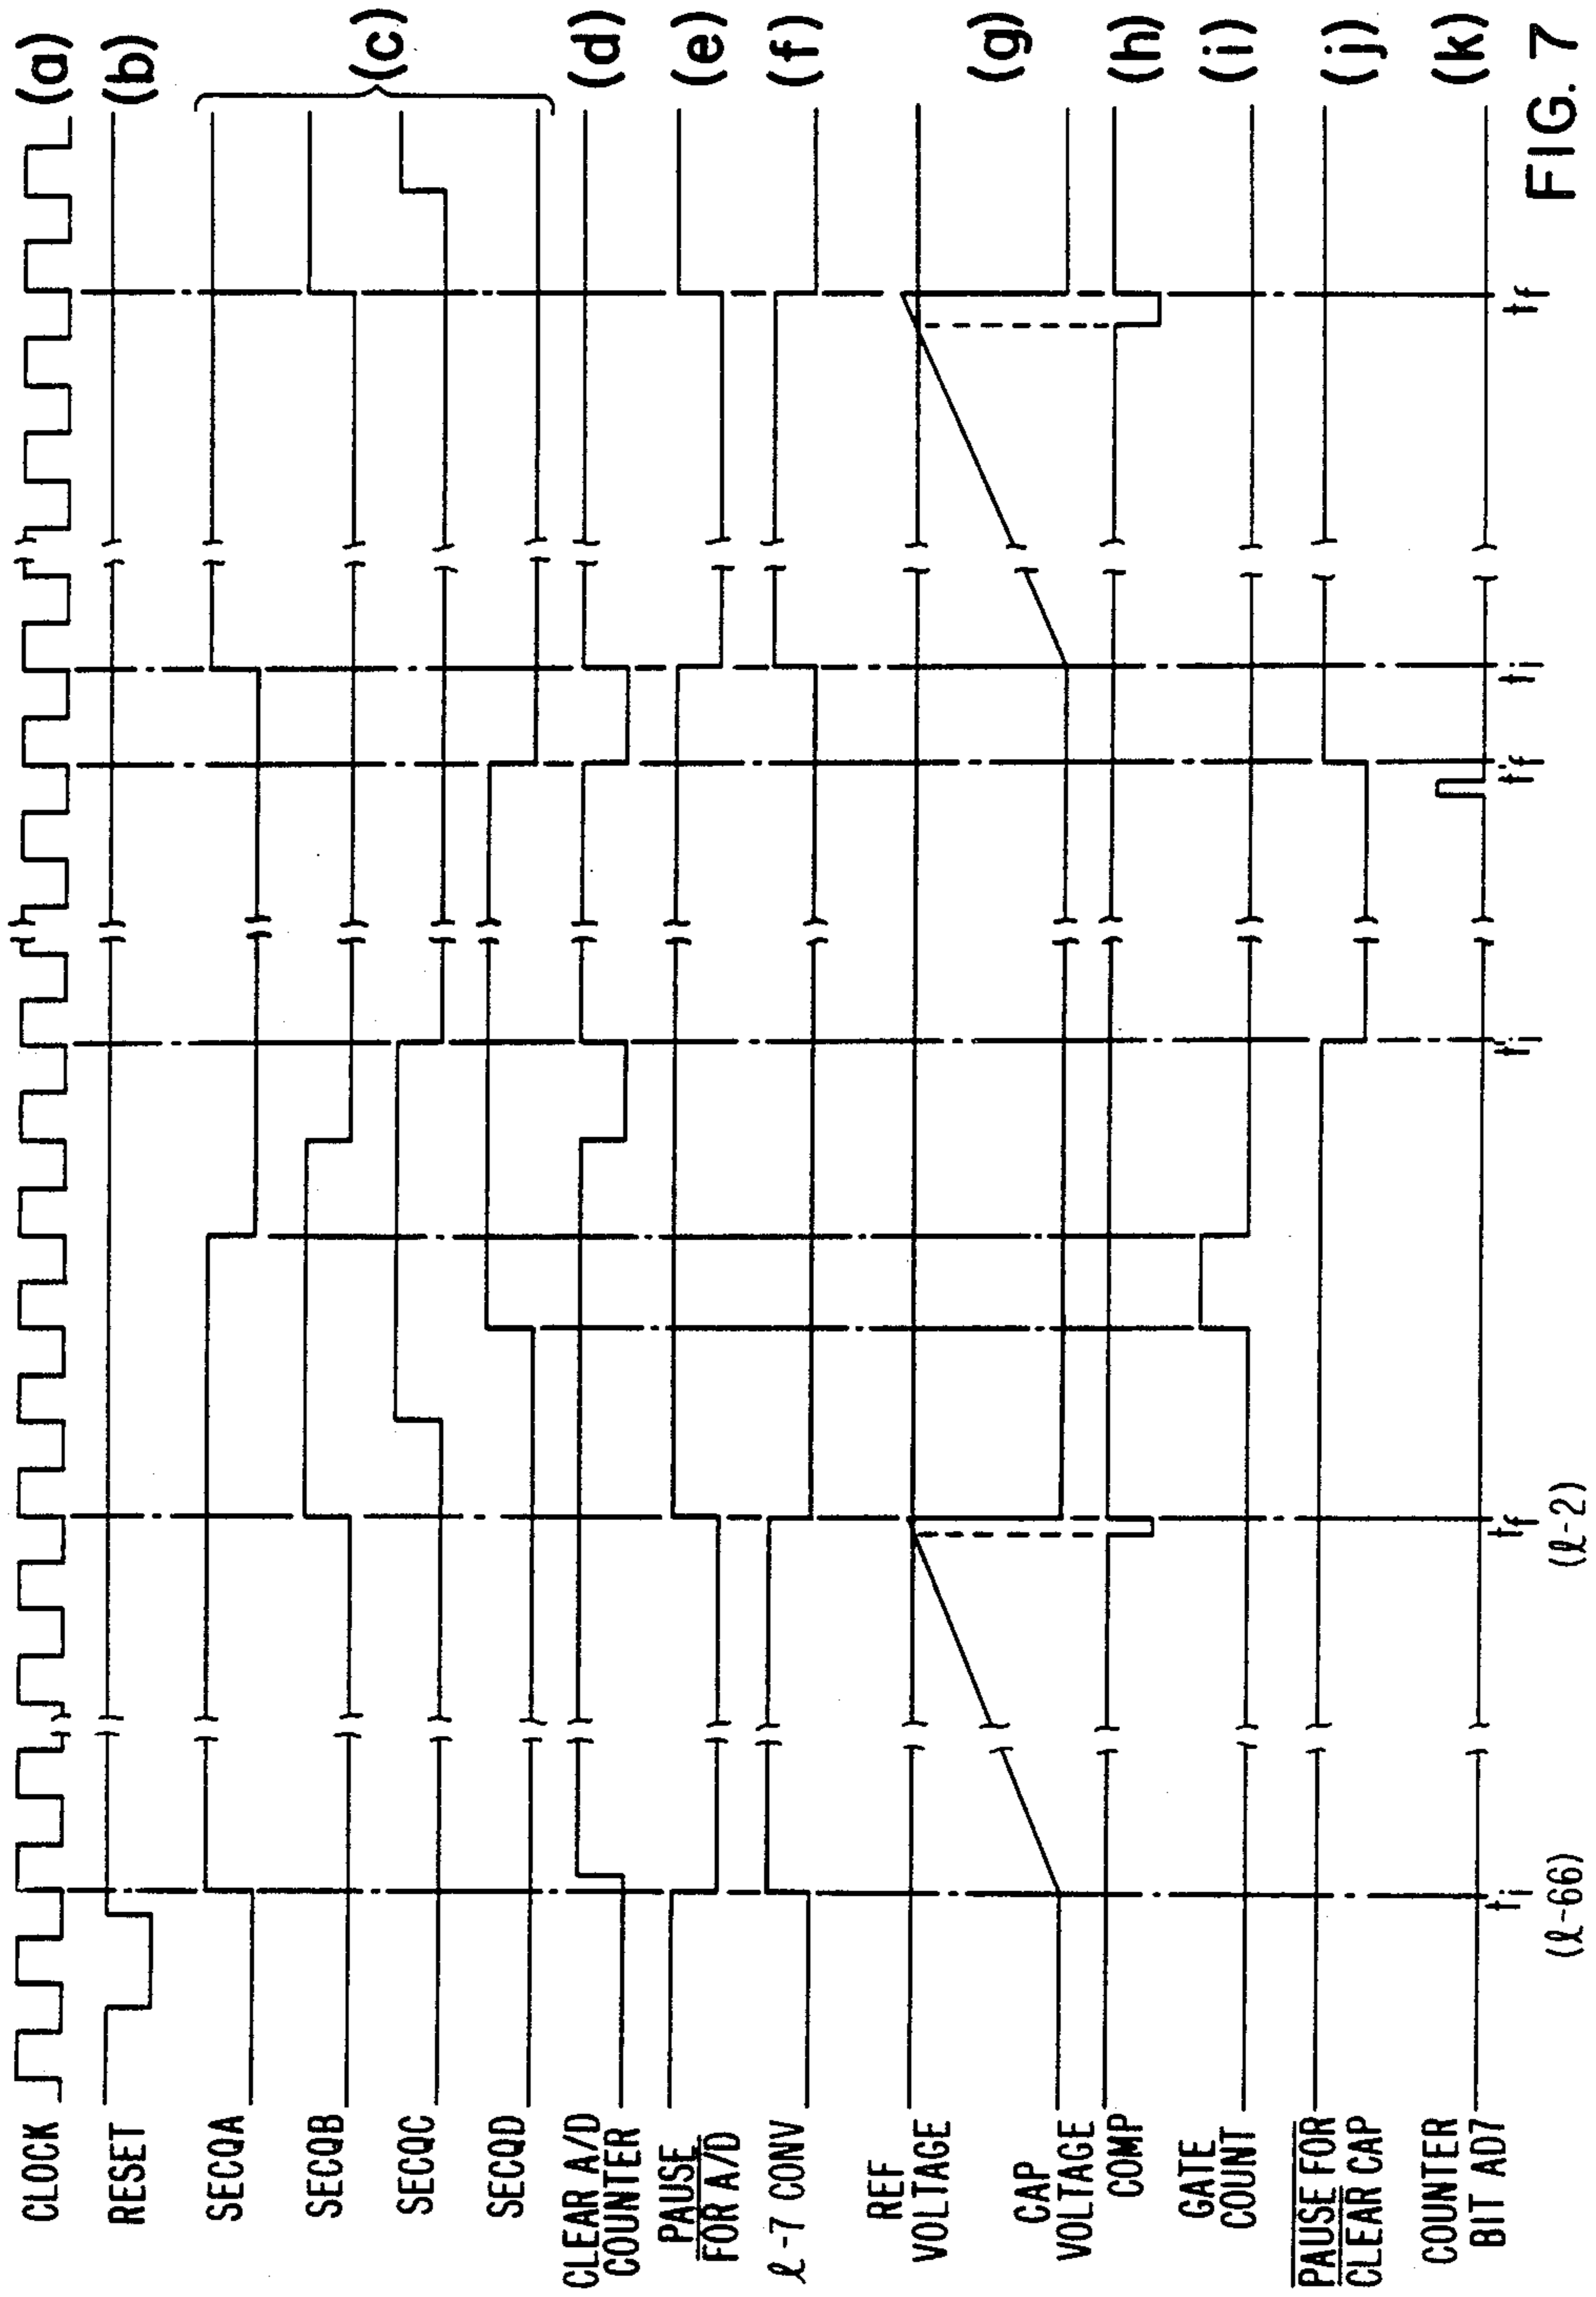 CLOCK (a)
RESET (b)
SECQA
SECQB
SECQC
SECQD
(c)
CLEAR A/D
COUNTER
(d)
PAUSE
FOR A/D
(e)
ℓ-7 CONV (f)
REF
VOLTAGE
CAP
VOLTAGE
(g)
COMP (h)
GATE
COUNT
(i)
PAUSE FOR
CLEAR CAP
(j)
COUNTER
BIT AD7
(k)
ti tf ti tf ti tf
(ℓ-66) (ℓ-2)
FIG. 7